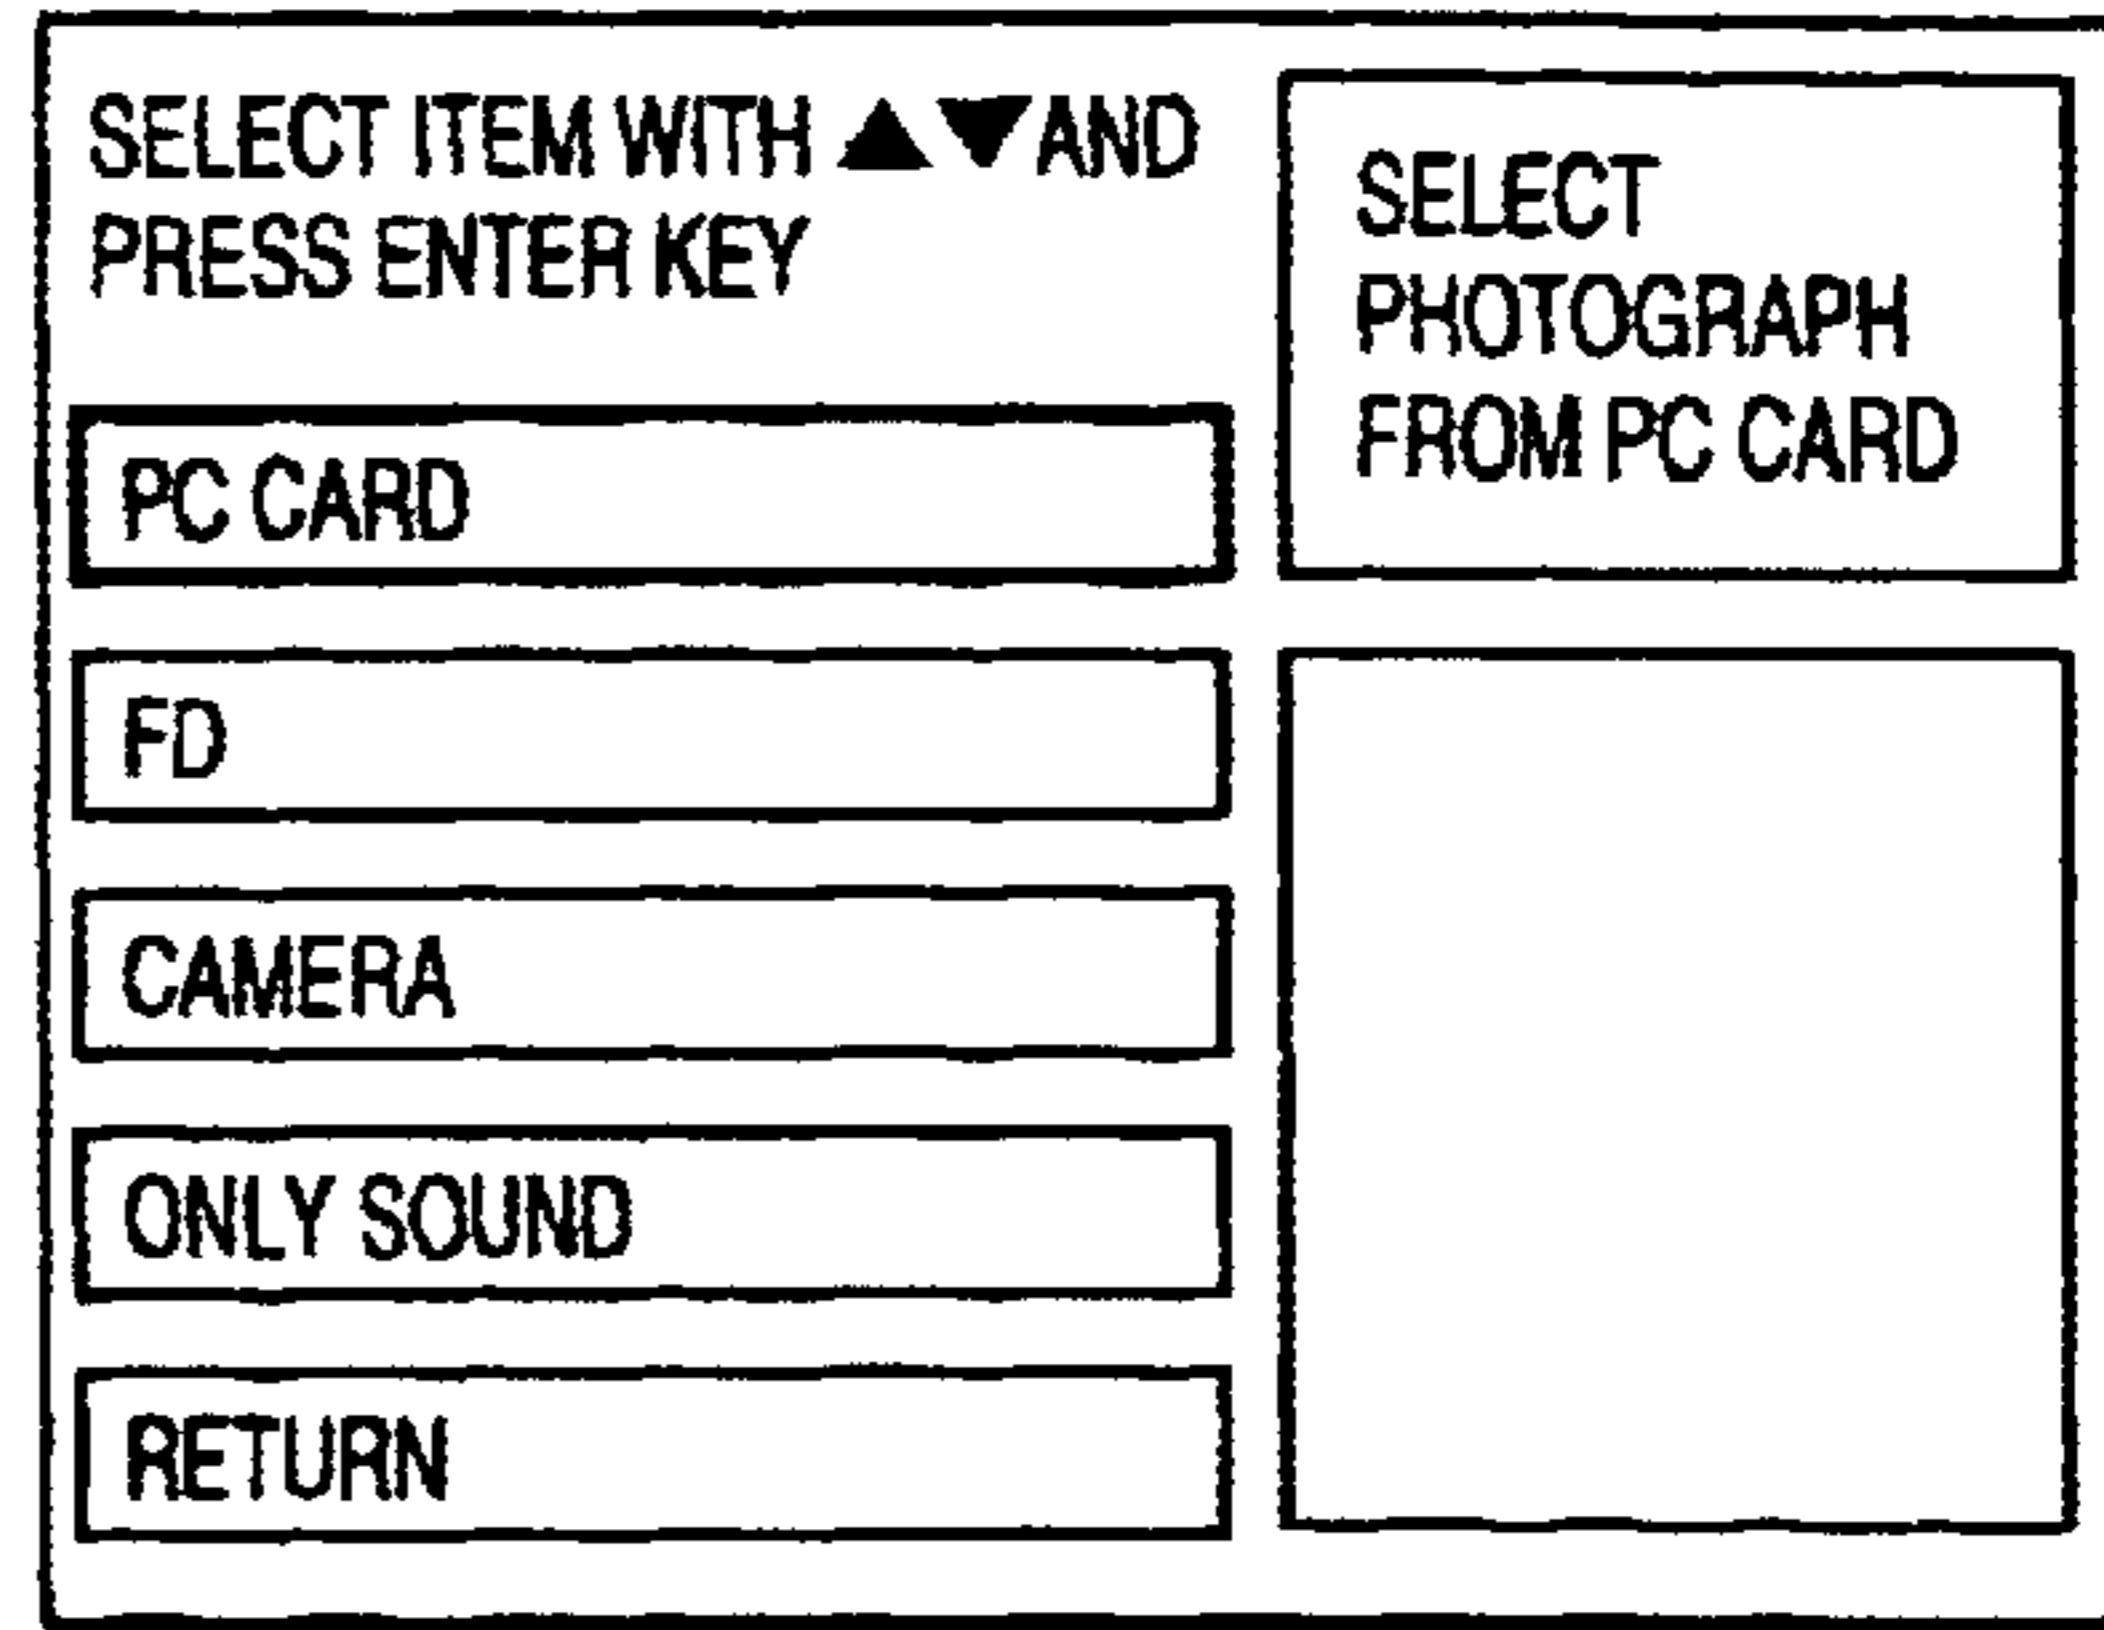 SELECT ITEM WITH ▲▼AND
PRESS ENTER KEY
PC CARD
FD
CAMERA
ONLY SOUND
RETURN
SELECT
PHOTOGRAPH
FROM PC CARD